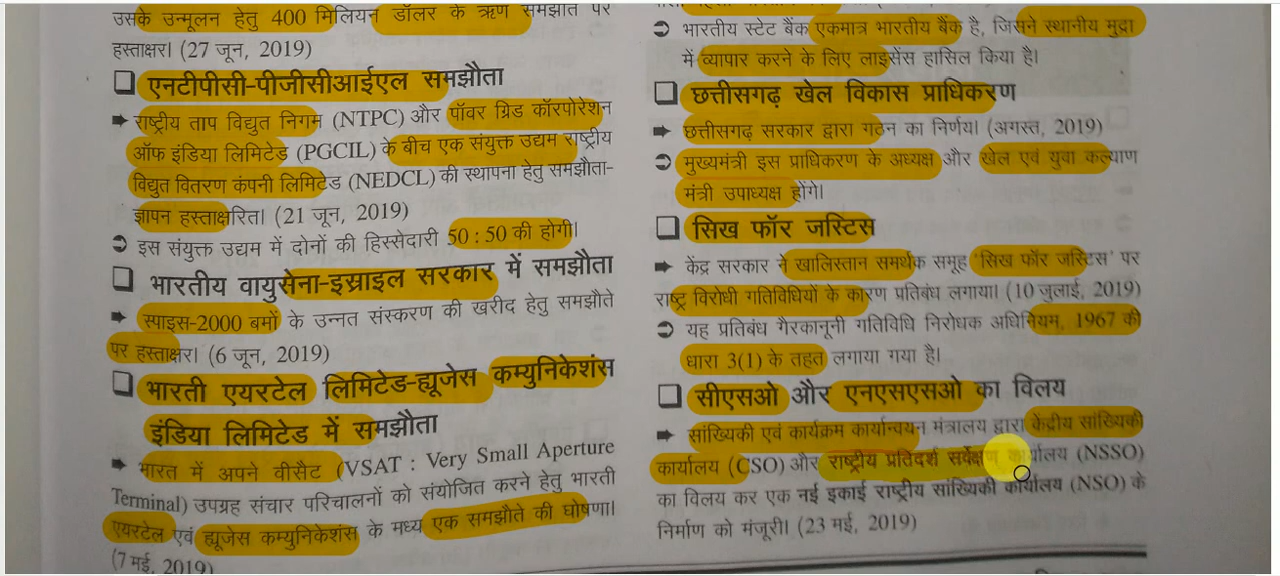 उसके उन्मूलन हेतु 400 मिलियन डॉलर के ऋण समझौते पर
हस्ताक्षर। (27 जून, 2019)
❑ एनटीपीसी-पीजीसीआईएल समझौता
➨ राष्ट्रीय ताप विद्युत निगम (NTPC) और पॉवर ग्रिड कॉरपोरेशन
ऑफ इंडिया लिमिटेड (PGCIL) के बीच एक संयुक्त उद्यम राष्ट्रीय
विद्युत वितरण कंपनी लिमिटेड (NEDCL) की स्थापना हेतु समझौता-
ज्ञापन हस्ताक्षरित। (21 जून, 2019)
➲ इस संयुक्त उद्यम में दोनों की हिस्सेदारी 50 : 50 की होगी।
❑ भारतीय वायुसेना-इस्राइल सरकार में समझौता
➨ स्पाइस-2000 बमों के उन्नत संस्करण की खरीद हेतु समझौते
पर हस्ताक्षर। (6 जून, 2019)
❑ भारती एयरटेल लिमिटेड-ह्यूजेस कम्युनिकेशंस
इंडिया लिमिटेड में समझौता
➨ भारत में अपने वीसैट (VSAT : Very Small Aperture
Terminal) उपग्रह संचार परिचालनों को संयोजित करने हेतु भारती
एयरटेल एवं ह्यूजेस कम्युनिकेशंस के मध्य एक समझौते की घोषणा।
(7 मई, 2019)
➲ भारतीय स्टेट बैंक एकमात्र भारतीय बैंक है, जिसने स्थानीय मुद्रा
में व्यापार करने के लिए लाइसेंस हासिल किया है।
❑ छत्तीसगढ़ खेल विकास प्राधिकरण
➨ छत्तीसगढ़ सरकार द्वारा गठन का निर्णय। (अगस्त, 2019)
➲ मुख्यमंत्री इस प्राधिकरण के अध्यक्ष और खेल एवं युवा कल्याण
मंत्री उपाध्यक्ष होंगे।
❑ सिख फॉर जस्टिस
➨ केंद्र सरकार ने खालिस्तान समर्थक समूह 'सिख फॉर जस्टिस' पर
राष्ट्र विरोधी गतिविधियों के कारण प्रतिबंध लगाया। (10 जुलाई, 2019)
➲ यह प्रतिबंध गैरकानूनी गतिविधि निरोधक अधिनियम, 1967 की
धारा 3(1) के तहत लगाया गया है।
❑ सीएसओ और एनएसएसओ का विलय
➨ सांख्यिकी एवं कार्यक्रम कार्यान्वयन मंत्रालय द्वारा केंद्रीय सांख्यिकी
कार्यालय (CSO) और राष्ट्रीय प्रतिदर्श सर्वेक्षण कार्यालय (NSSO)
का विलय कर एक नई इकाई राष्ट्रीय सांख्यिकी कार्यालय (NSO) के
निर्माण को मंजूरी। (23 मई, 2019)